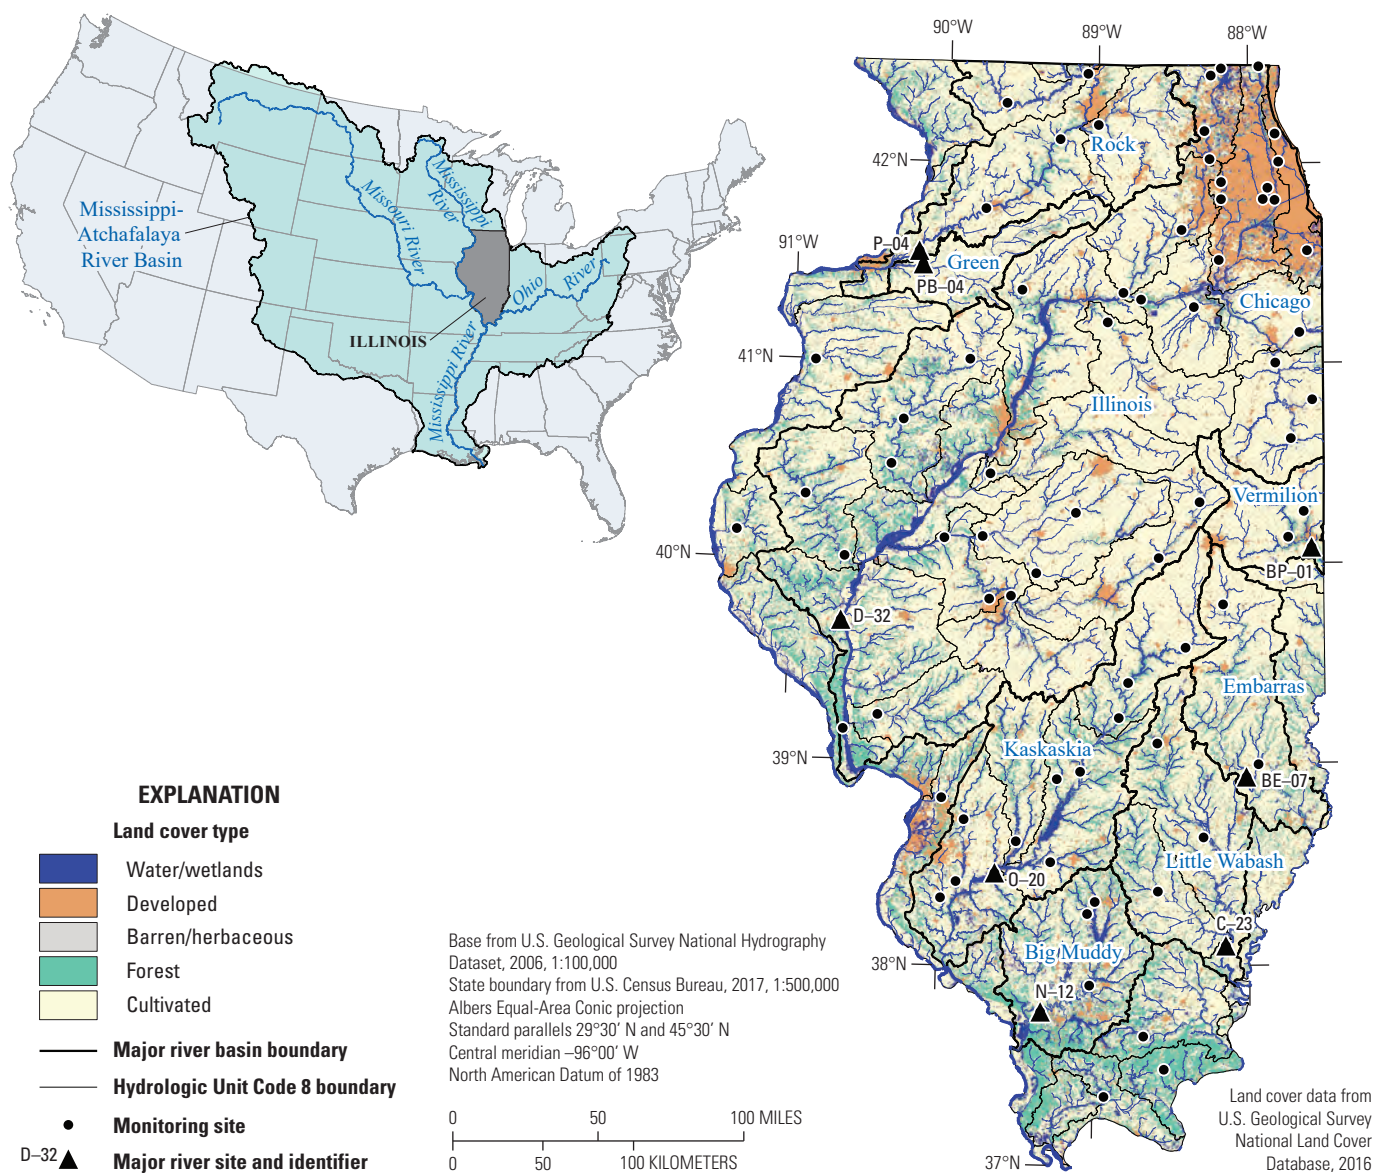 Mississippi-
Atchafalaya
River Basin
Missouri River
Mississippi
River
Ohio
River
ILLINOIS
Mississippi River
90°W
89°W
88°W
42°N
91°W
41°N
40°N
39°N
38°N
37°N
Rock
P–04
Green
PB–04
Chicago
Illinois
Vermilion
BP–01
D–32
Embarras
Kaskaskia
BE–07
Little Wabash
O–20
C–23
Big Muddy
N–12
EXPLANATION
Land cover type
Water/wetlands
Developed
Barren/herbaceous
Forest
Cultivated
Major river basin boundary
Hydrologic Unit Code 8 boundary
Monitoring site
D–32
Major river site and identifier
Base from U.S. Geological Survey National Hydrography
Dataset, 2006, 1:100,000
State boundary from U.S. Census Bureau, 2017, 1:500,000
Albers Equal-Area Conic projection
Standard parallels 29°30′ N and 45°30′ N
Central meridian –96°00′ W
North American Datum of 1983
0 50 100 MILES
0 50 100 KILOMETERS
Land cover data from
U.S. Geological Survey
National Land Cover
Database, 2016